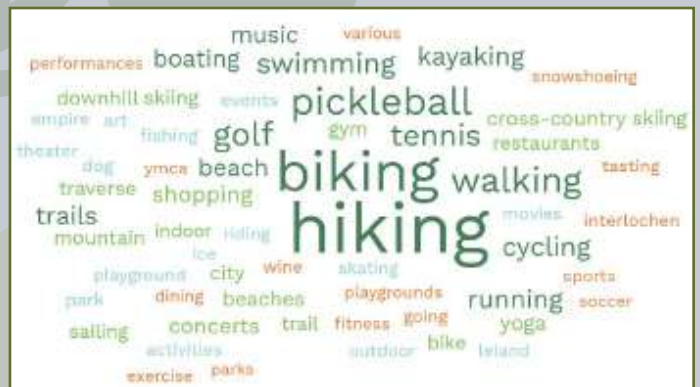 music various
performances boating swimming kayaking
snowshoeing
downhill skiing events pickleball
empire art fishing golf gym tennis cross-country skiing
restaurants
theater dog ymca beach biking walking tasting
traverse shopping
trails hiking movies interlochen
mountain indoor riding cycling
ice
playground city wine skating sports
park dining beaches playgrounds running soccer
sailing concerts trail fitness going yoga
activities outdoor bike leland
exercise parks